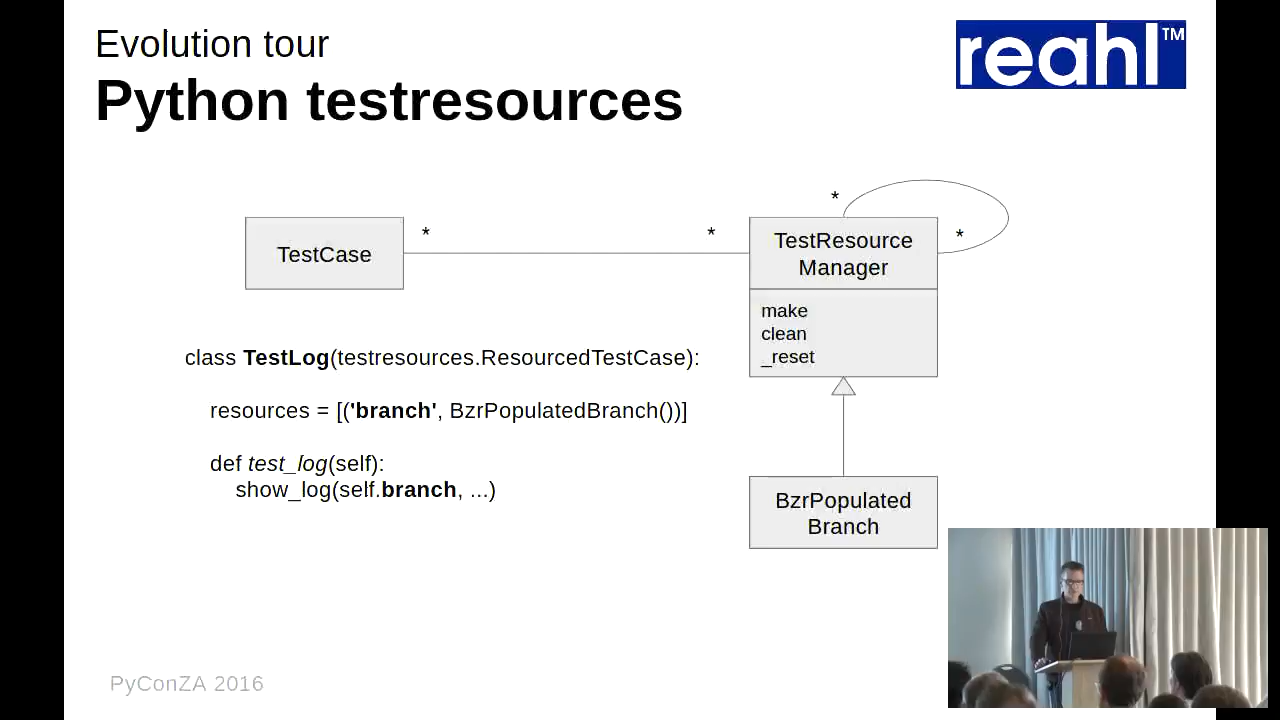 Evolution tour
Python testresources
reahl™
*
*
*
*
TestCase
TestResource
Manager
make
clean
_reset
class TestLog(testresources.ResourcedTestCase):
resources = [('branch', BzrPopulatedBranch())]
def test_log(self):
show_log(self.branch, ...)
BzrPopulated
Branch
PyConZA 2016